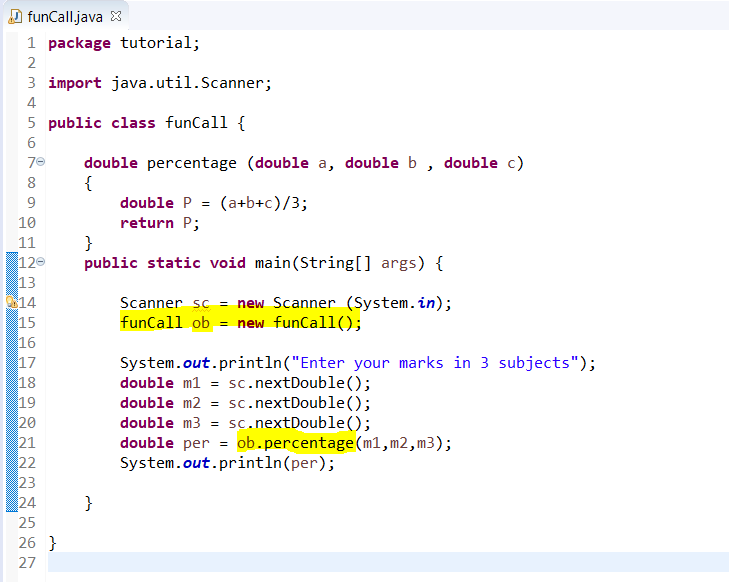 funCall.java
1 package tutorial;
2
3 import java.util.Scanner;
4
5 public class funCall {
6
7     double percentage (double a, double b , double c)
8     {
9         double P = (a+b+c)/3;
10         return P;
11     }
12     public static void main(String[] args) {
13
14         Scanner sc = new Scanner (System.in);
15         funCall ob = new funCall();
16
17         System.out.println("Enter your marks in 3 subjects");
18         double m1 = sc.nextDouble();
19         double m2 = sc.nextDouble();
20         double m3 = sc.nextDouble();
21         double per = ob.percentage(m1,m2,m3);
22         System.out.println(per);
23
24     }
25
26 }
27